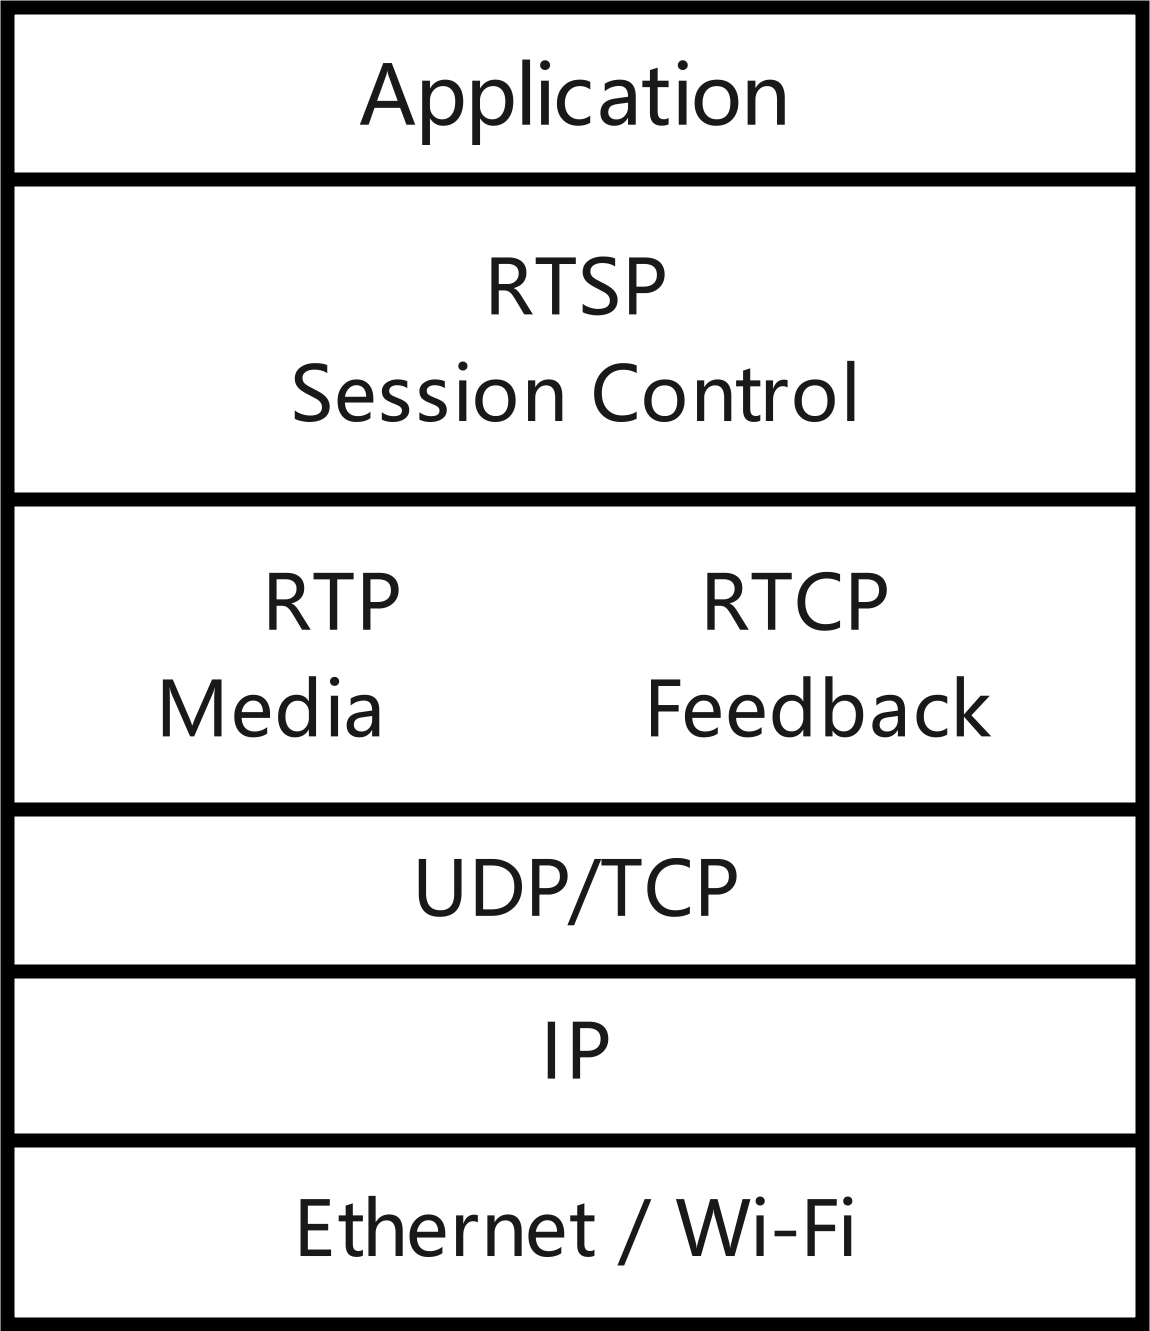 Application
RTSP
Session Control
RTP RTCP
Media Feedback
UDP/TCP
IP
Ethernet / Wi-Fi